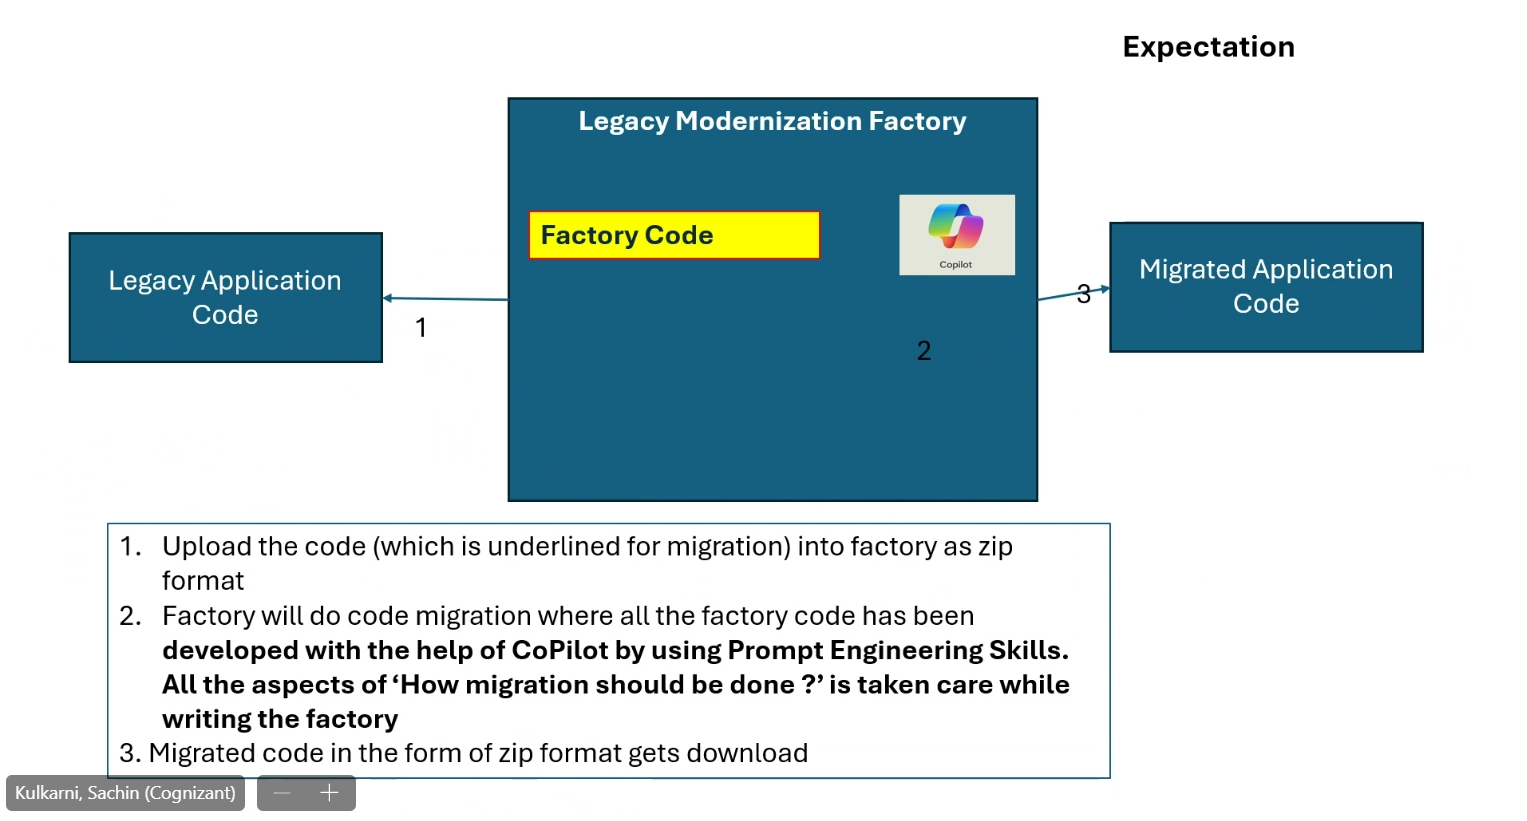 Expectation
Legacy Modernization Factory
Factory Code
Copilot
Legacy Application
Code
Migrated Application
Code
1
2
3
1. Upload the code (which is underlined for migration) into factory as zip
format
2. Factory will do code migration where all the factory code has been
developed with the help of CoPilot by using Prompt Engineering Skills.
All the aspects of ‘How migration should be done ?’ is taken care while
writing the factory
3. Migrated code in the form of zip format gets download
Kulkarni, Sachin (Cognizant)